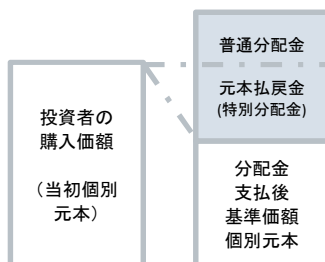 普通分配金
元本払戻金
(特別分配金)
投資者の
購入価額
（当初個別
元本）
分配金
支払後
基準価額
個別元本